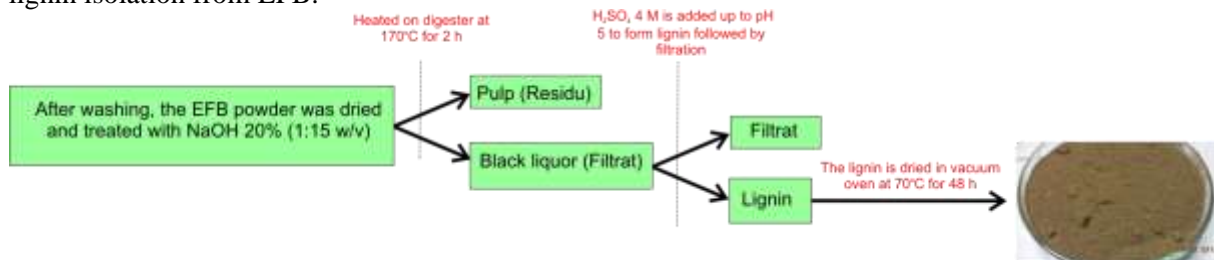 lignin isolation from EFB.
Heated on digester at
170°C for 2 h
H₂SO₄ 4 M is added up to pH
5 to form lignin followed by
filtration
After washing, the EFB powder was dried
and treated with NaOH 20% (1:15 w/v)
Pulp (Residu)
Black liquor (Filtrat)
Filtrat
Lignin
The lignin is dried in vacuum
oven at 70°C for 48 h